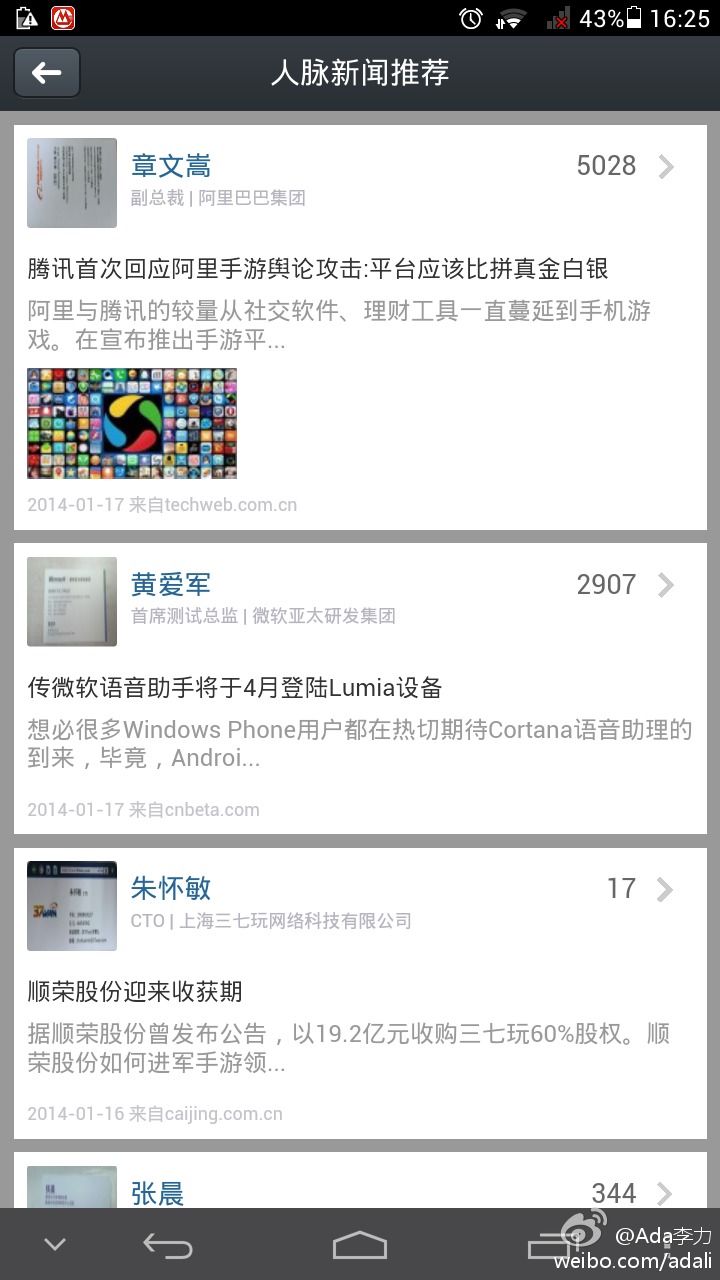 43% 16:25
人脉新闻推荐
章文嵩
5028
副总裁 | 阿里巴巴集团
腾讯首次回应阿里手游舆论攻击:平台应该比拼真金白银
阿里与腾讯的较量从社交软件、理财工具一直蔓延到手机游
戏。在宣布推出手游平...
2014-01-17 来自techweb.com.cn
黄爱军
2907
首席测试总监 | 微软亚太研发集团
传微软语音助手将于4月登陆Lumia设备
想必很多Windows Phone用户都在热切期待Cortana语音助理的
到来，毕竟，Androi...
2014-01-17 来自cnbeta.com
朱怀敏
17
CTO | 上海三七玩网络科技有限公司
顺荣股份迎来收获期
据顺荣股份曾发布公告，以19.2亿元收购三七玩60%股权。顺
荣股份如何进军手游领...
2014-01-16 来自caijing.com.cn
张晨
344
@Ada李力
weibo.com/adali